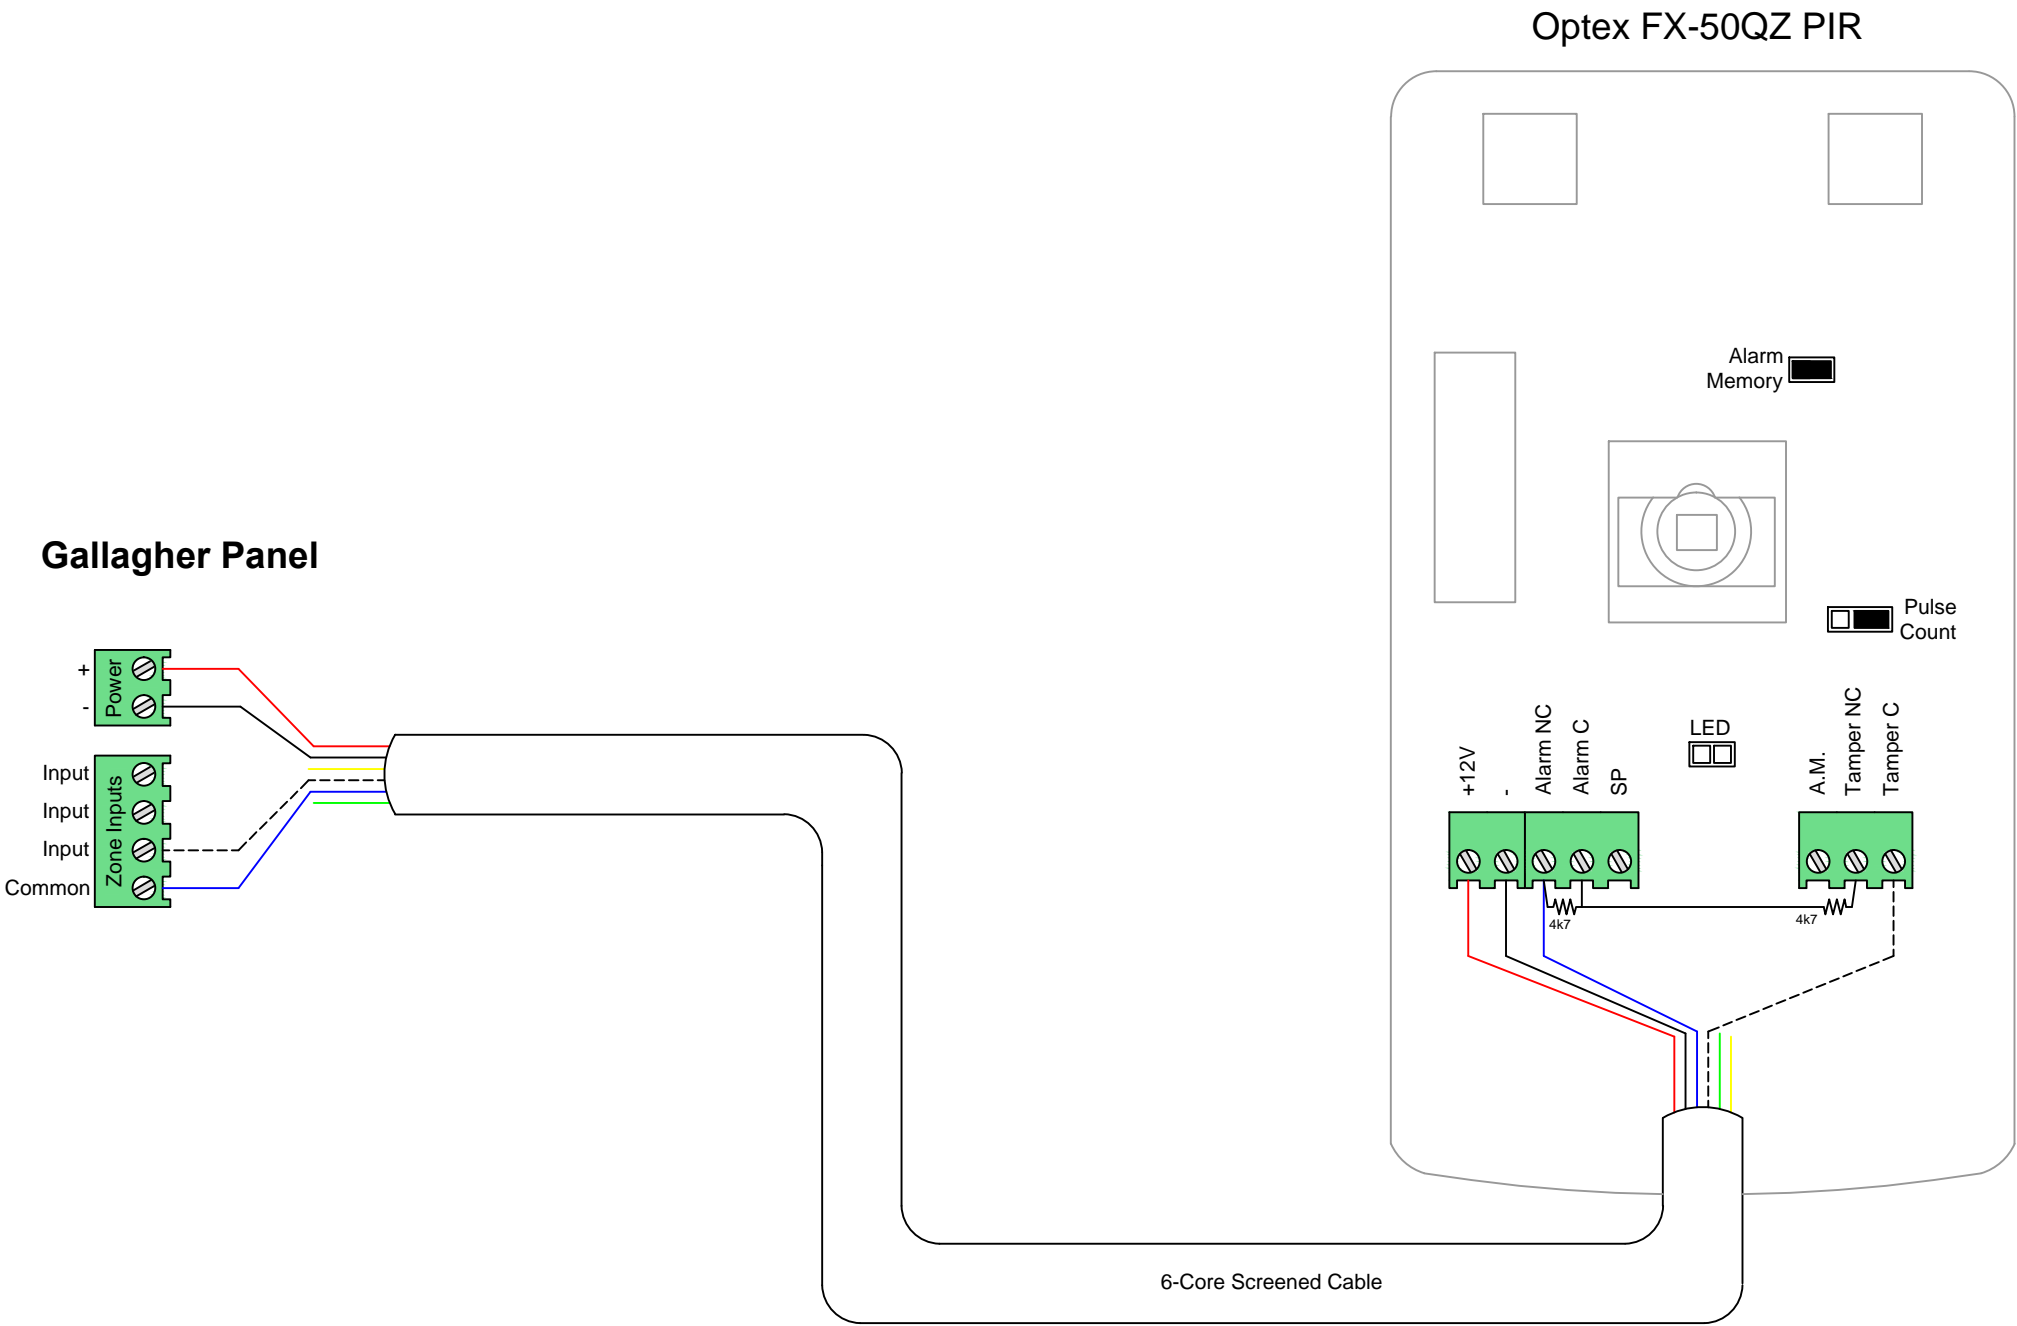 Optex FX-50QZ PIR
Alarm
Memory
Gallagher Panel
Pulse
Count
+
-
Power
Input
Input
Input
Common
Zone Inputs
+12V
-
Alarm NC
Alarm C
SP
LED
A.M.
Tamper NC
Tamper C
4k7
4k7
6-Core Screened Cable